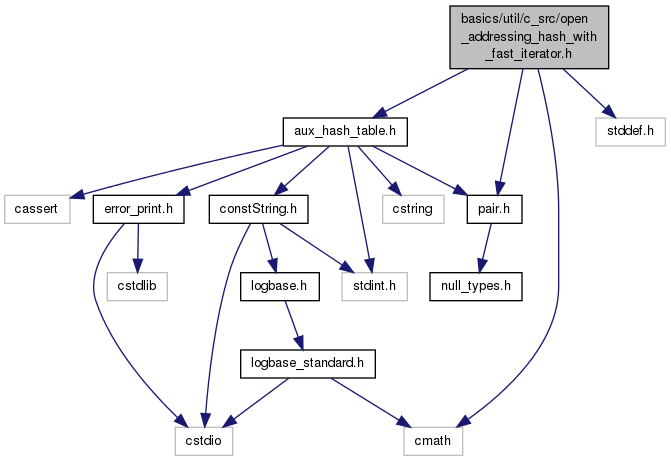 basics/util/c_src/open
_addressing_hash_with
_fast_iterator.h
aux_hash_table.h
stddef.h
cassert
error_print.h
constString.h
cstring
pair.h
cstdlib
logbase.h
stdint.h
null_types.h
logbase_standard.h
cstdio
cmath